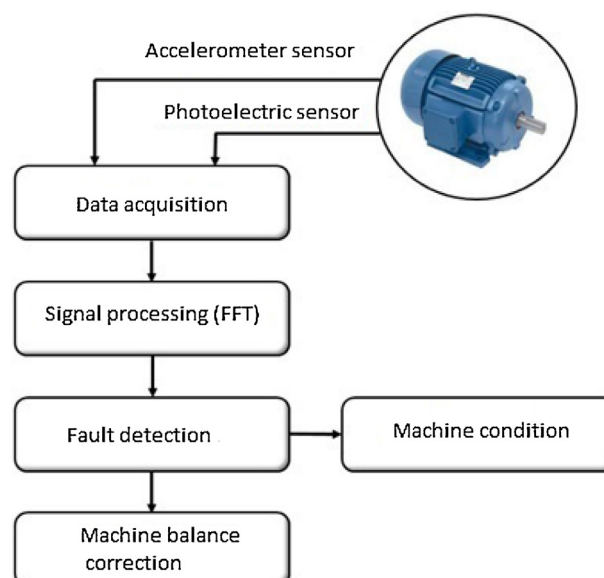 Accelerometer sensor
Photoelectric sensor
Data acquisition
Signal processing (FFT)
Fault detection
Machine condition
Machine balance
correction